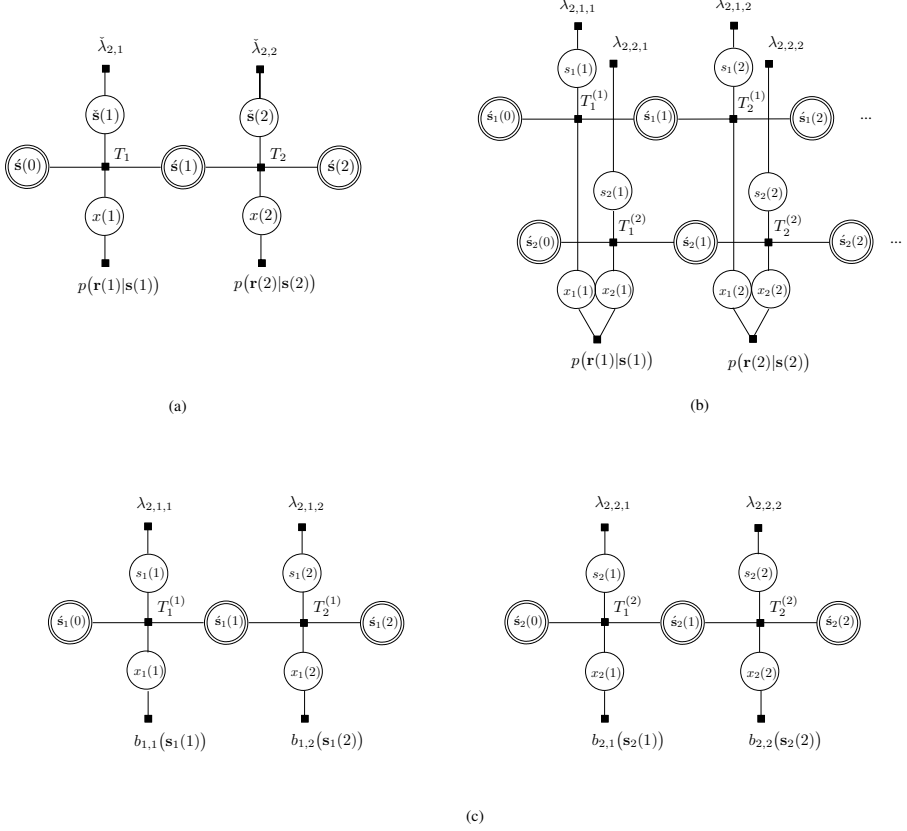 λ̌₂,₁ λ̌₂,₂
š(1) š(2)
T₁ T₂
ś(0) ś(1) ś(2)
x(1) x(2)
p(r(1)|s(1)) p(r(2)|s(2))
(a)
λ₂,₁,₁ λ₂,₁,₂
λ₂,₂,₁ λ₂,₂,₂
s₁(1) s₁(2)
T₁⁽¹⁾ T₂⁽¹⁾
ś₁(0) ś₁(1) ś₁(2) ...
s₂(1) s₂(2)
T₁⁽²⁾ T₂⁽²⁾
ś₂(0) ś₂(1) ś₂(2) ...
x₁(1) x₂(1) x₁(2) x₂(2)
p(r(1)|s(1)) p(r(2)|s(2))
(b)
λ₂,₁,₁ λ₂,₁,₂
s₁(1) s₁(2)
T₁⁽¹⁾ T₂⁽¹⁾
ś₁(0) ś₁(1) ś₁(2)
x₁(1) x₁(2)
b₁,₁(s₁(1)) b₁,₂(s₁(2))
λ₂,₂,₁ λ₂,₂,₂
s₂(1) s₂(2)
T₁⁽²⁾ T₂⁽²⁾
ś₂(0) ś₂(1) ś₂(2)
x₂(1) x₂(2)
b₂,₁(s₂(1)) b₂,₂(s₂(2))
(c)